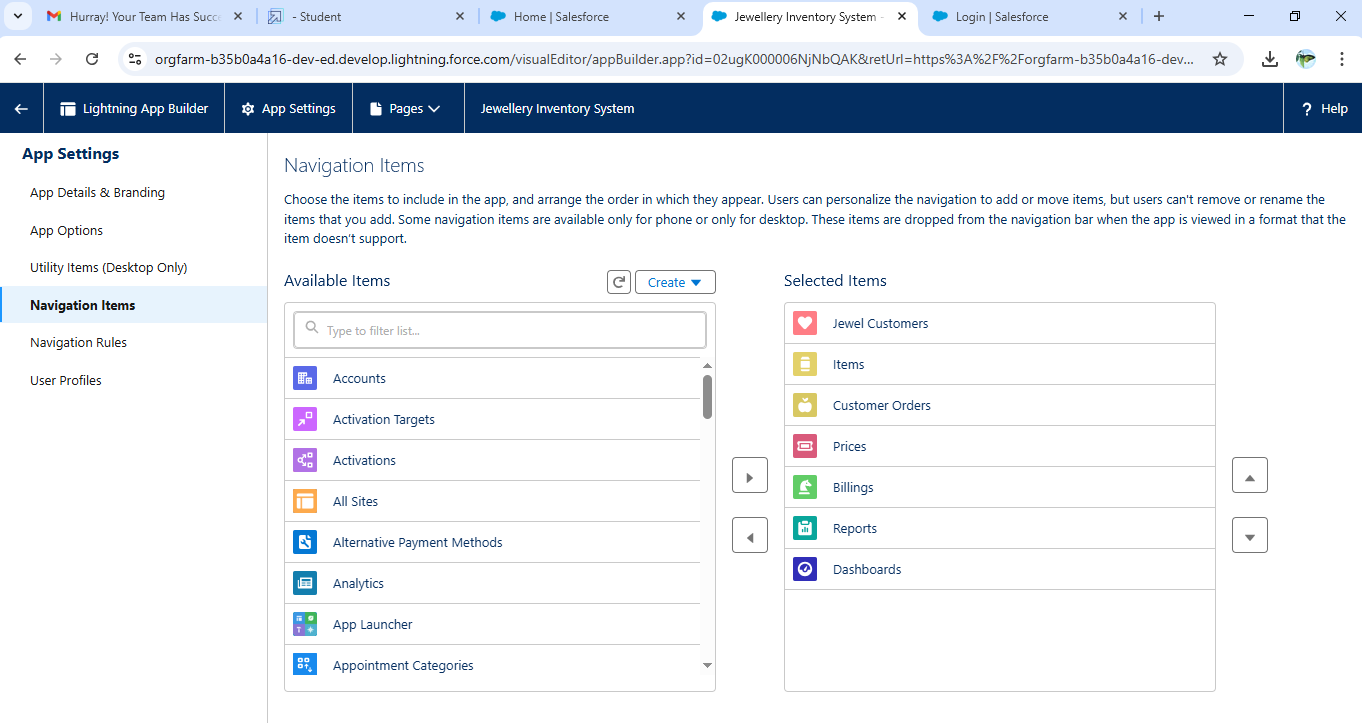 Hurray! Your Team Has Succe
- Student
Home | Salesforce
Jewellery Inventory System -
Login | Salesforce
orgfarm-b35b0a4a16-dev-ed.develop.lightning.force.com/visualEditor/appBuilder.app?id=02ugK000006NjNbQAK&retUrl=https%3A%2F%2Forgfarm-b35b0a4a16-dev...
Lightning App Builder
App Settings
Pages
Jewellery Inventory System
? Help
App Settings
App Details & Branding
App Options
Utility Items (Desktop Only)
Navigation Items
Navigation Rules
User Profiles
Navigation Items
Choose the items to include in the app, and arrange the order in which they appear. Users can personalize the navigation to add or move items, but users can't remove or rename the
items that you add. Some navigation items are available only for phone or only for desktop. These items are dropped from the navigation bar when the app is viewed in a format that the
item doesn't support.
Available Items
Create
Type to filter list...
Accounts
Activation Targets
Activations
All Sites
Alternative Payment Methods
Analytics
App Launcher
Appointment Categories
Selected Items
Jewel Customers
Items
Customer Orders
Prices
Billings
Reports
Dashboards